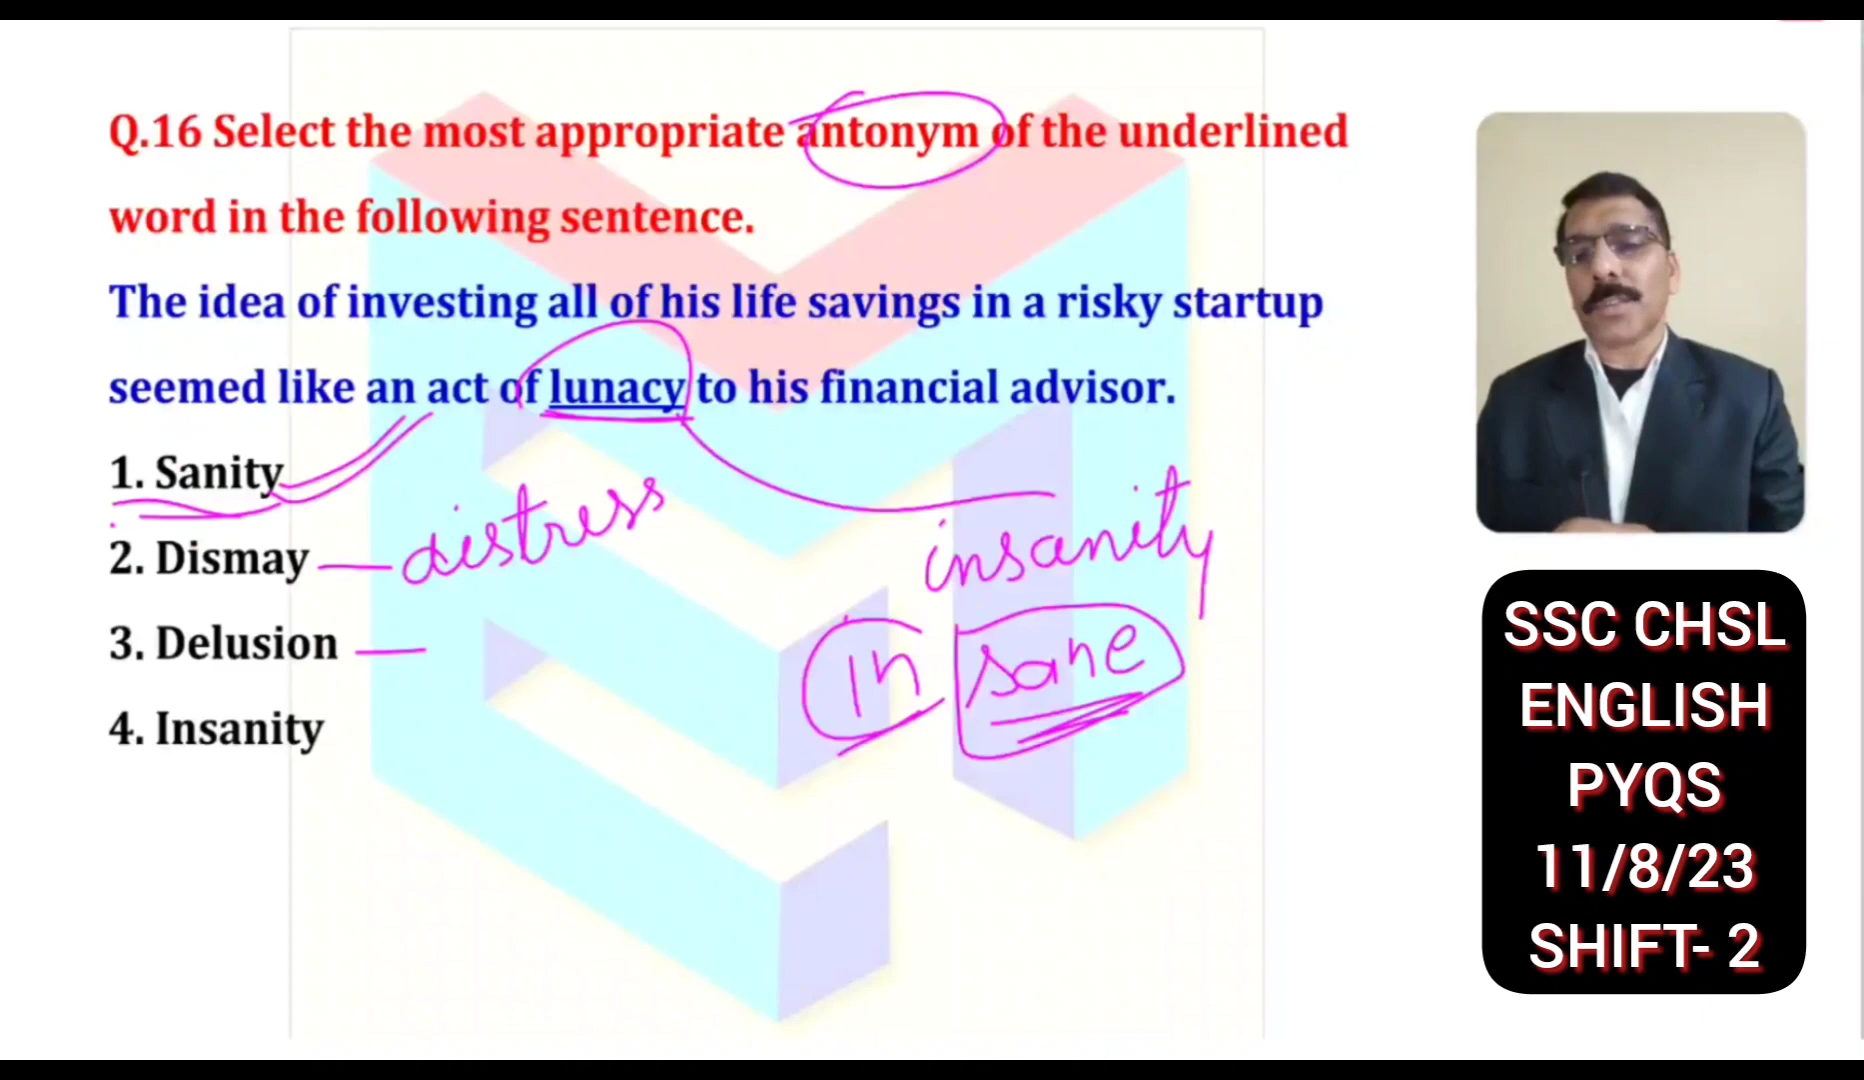 Q.16 Select the most appropriate antonym of the underlined
word in the following sentence.
The idea of investing all of his life savings in a risky startup
seemed like an act of lunacy to his financial advisor.
1. Sanity
2. Dismay — distress
3. Delusion —
4. Insanity
insanity
in sane
SSC CHSL
ENGLISH
PYQS
11/8/23
SHIFT- 2